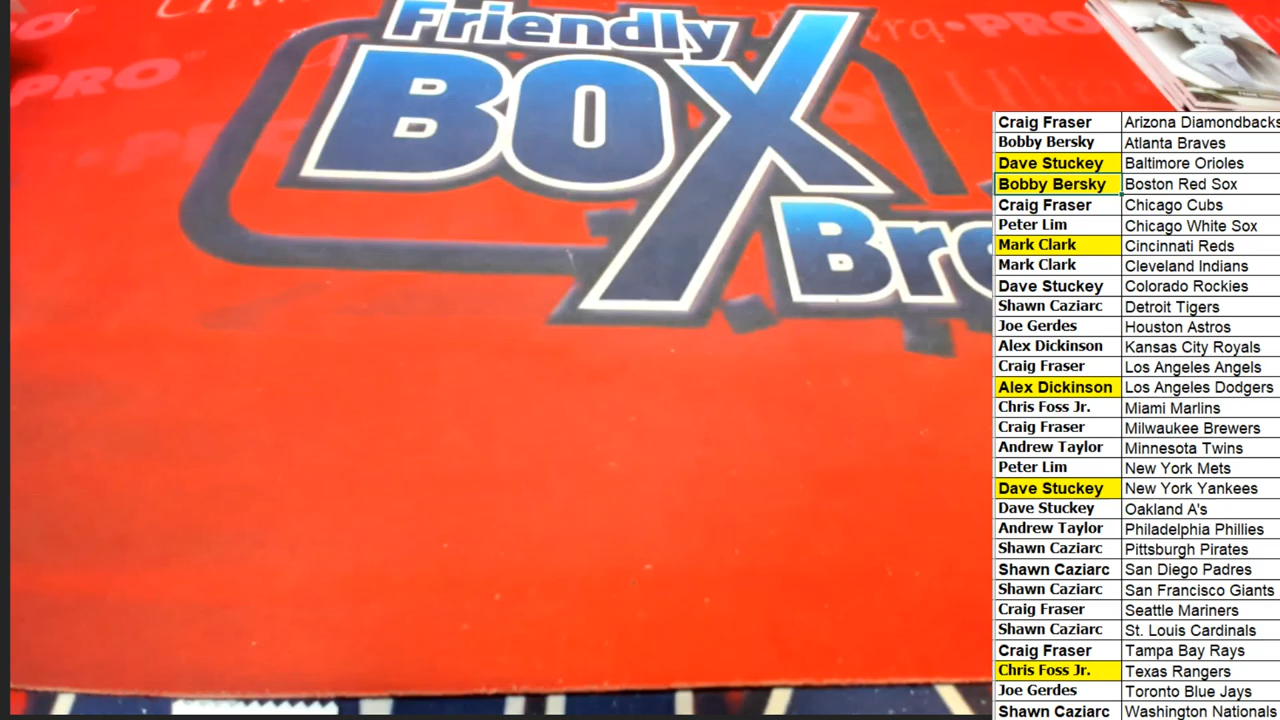 Friendly
BOX
Bre
PRO
PRO
Craig Fraser Arizona Diamondbacks
Bobby Bersky Atlanta Braves
Dave Stuckey Baltimore Orioles
Bobby Bersky Boston Red Sox
Craig Fraser Chicago Cubs
Peter Lim Chicago White Sox
Mark Clark Cincinnati Reds
Mark Clark Cleveland Indians
Dave Stuckey Colorado Rockies
Shawn Caziarc Detroit Tigers
Joe Gerdes Houston Astros
Alex Dickinson Kansas City Royals
Craig Fraser Los Angeles Angels
Alex Dickinson Los Angeles Dodgers
Chris Foss Jr. Miami Marlins
Craig Fraser Milwaukee Brewers
Andrew Taylor Minnesota Twins
Peter Lim New York Mets
Dave Stuckey New York Yankees
Dave Stuckey Oakland A's
Andrew Taylor Philadelphia Phillies
Shawn Caziarc Pittsburgh Pirates
Shawn Caziarc San Diego Padres
Shawn Caziarc San Francisco Giants
Craig Fraser Seattle Mariners
Shawn Caziarc St. Louis Cardinals
Craig Fraser Tampa Bay Rays
Chris Foss Jr. Texas Rangers
Joe Gerdes Toronto Blue Jays
Shawn Caziarc Washington Nationals